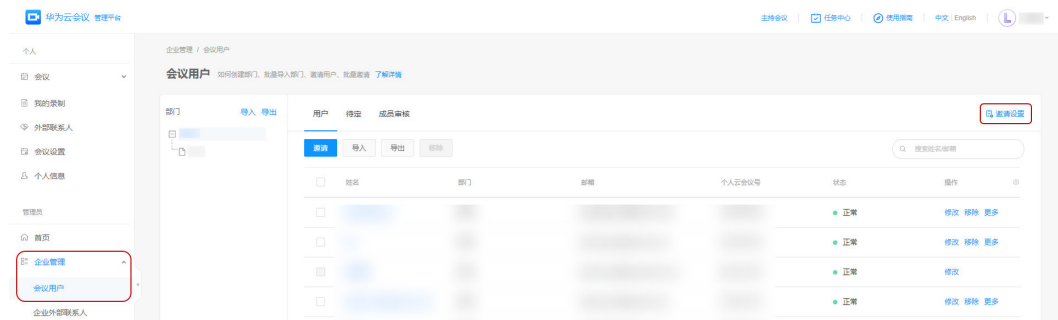 华为云会议 管理平台
主持会议 任务中心 使用指南 中文 English L
个人
会议
我的录制
外部联系人
会议设置
个人信息
管理员
首页
企业管理
会议用户
企业外部联系人
企业管理 / 会议用户
会议用户 如何创建部门、批量导入部门、邀请用户、批量邀请 了解详情
部门 导入 导出
用户 待定 成员审核 邀请设置
邀请 导入 导出 移除 搜索姓名/邮箱
姓名 部门 邮箱 个人云会议号 状态 操作
正常 修改 移除 更多
正常 修改 移除 更多
正常 修改
正常 修改 移除 更多